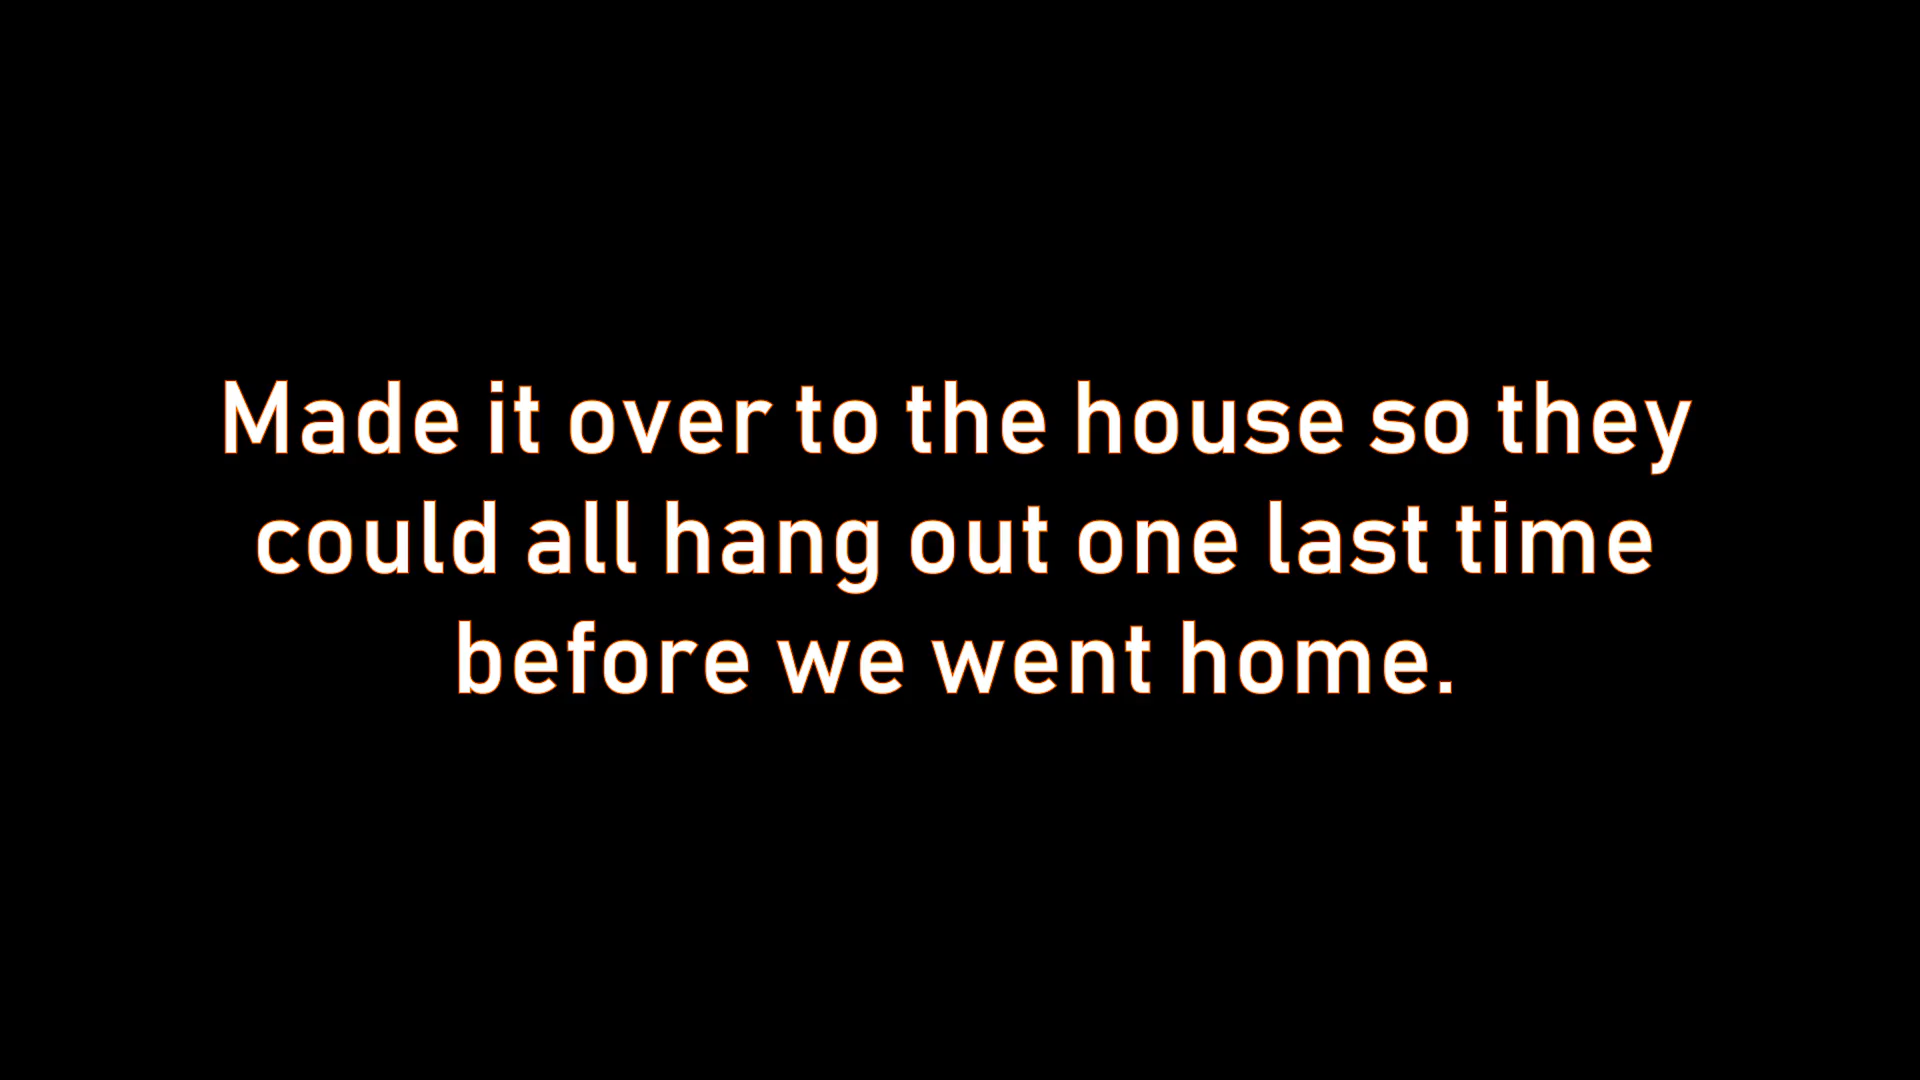 Made it over to the house so they
could all hang out one last time
before we went home.